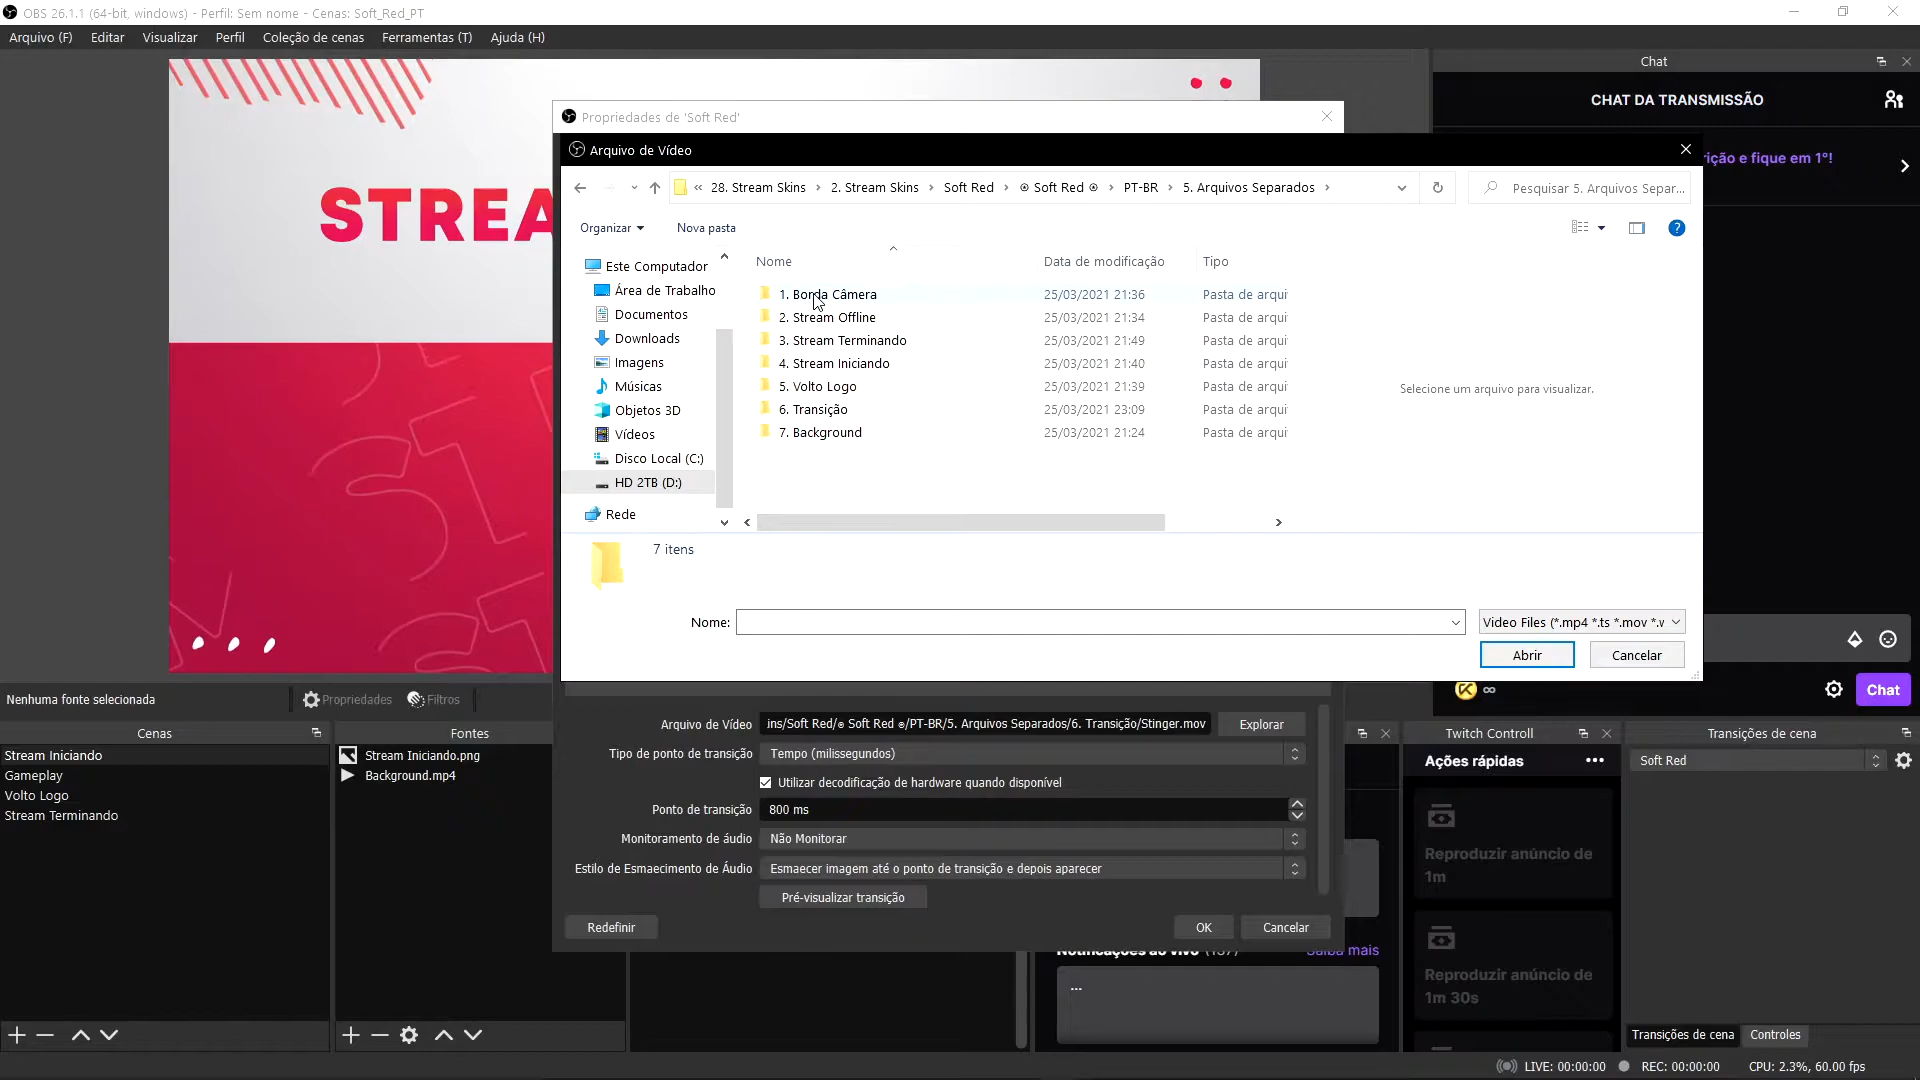 OBS 26.1.1 (64-bit, windows) - Perfil: Sem nome - Cenas: Soft_Red_PT
Arquivo (F) Editar Visualizar Perfil Coleção de cenas Ferramentas (T) Ajuda (H)
STREA
Chat
CHAT DA TRANSMISSÃO
rição e fique em 1°!
Propriedades de 'Soft Red'
Arquivo de Vídeo
« 28. Stream Skins › 2. Stream Skins › Soft Red › ⊙ Soft Red ⊙ › PT-BR › 5. Arquivos Separados ›
Pesquisar 5. Arquivos Separ...
Organizar Nova pasta
Este Computador
Área de Trabalho
Documentos
Downloads
Imagens
Músicas
Objetos 3D
Vídeos
Disco Local (C:)
HD 2TB (D:)
Rede
Nome Data de modificação Tipo
1. Borda Câmera 25/03/2021 21:36 Pasta de arqui
2. Stream Offline 25/03/2021 21:34 Pasta de arqui
3. Stream Terminando 25/03/2021 21:49 Pasta de arqui
4. Stream Iniciando 25/03/2021 21:40 Pasta de arqui
5. Volto Logo 25/03/2021 21:39 Pasta de arqui
6. Transição 25/03/2021 23:09 Pasta de arqui
7. Background 25/03/2021 21:24 Pasta de arqui
Selecione um arquivo para visualizar.
7 itens
Nome:
Video Files (*.mp4 *.ts *.mov *.v
Abrir Cancelar
Chat
Nenhuma fonte selecionada
Propriedades Filtros
Cenas
Stream Iniciando
Gameplay
Volto Logo
Stream Terminando
Fontes
Stream Iniciando.png
Background.mp4
Arquivo de Vídeo ins/Soft Red/⊙ Soft Red ⊙/PT-BR/5. Arquivos Separados/6. Transição/Stinger.mov Explorar
Tipo de ponto de transição Tempo (milissegundos)
Utilizar decodificação de hardware quando disponível
Ponto de transição 800 ms
Monitoramento de áudio Não Monitorar
Estilo de Esmaecimento de Áudio Esmaecer imagem até o ponto de transição e depois aparecer
Pré-visualizar transição
Redefinir OK Cancelar
Notificações ao vivo (137) Saiba mais
...
Twitch Controll
Ações rápidas
Reproduzir anúncio de
1m
Reproduzir anúncio de
1m 30s
Transições de cena
Soft Red
Transições de cena Controles
LIVE: 00:00:00 REC: 00:00:00 CPU: 2.3%, 60.00 fps